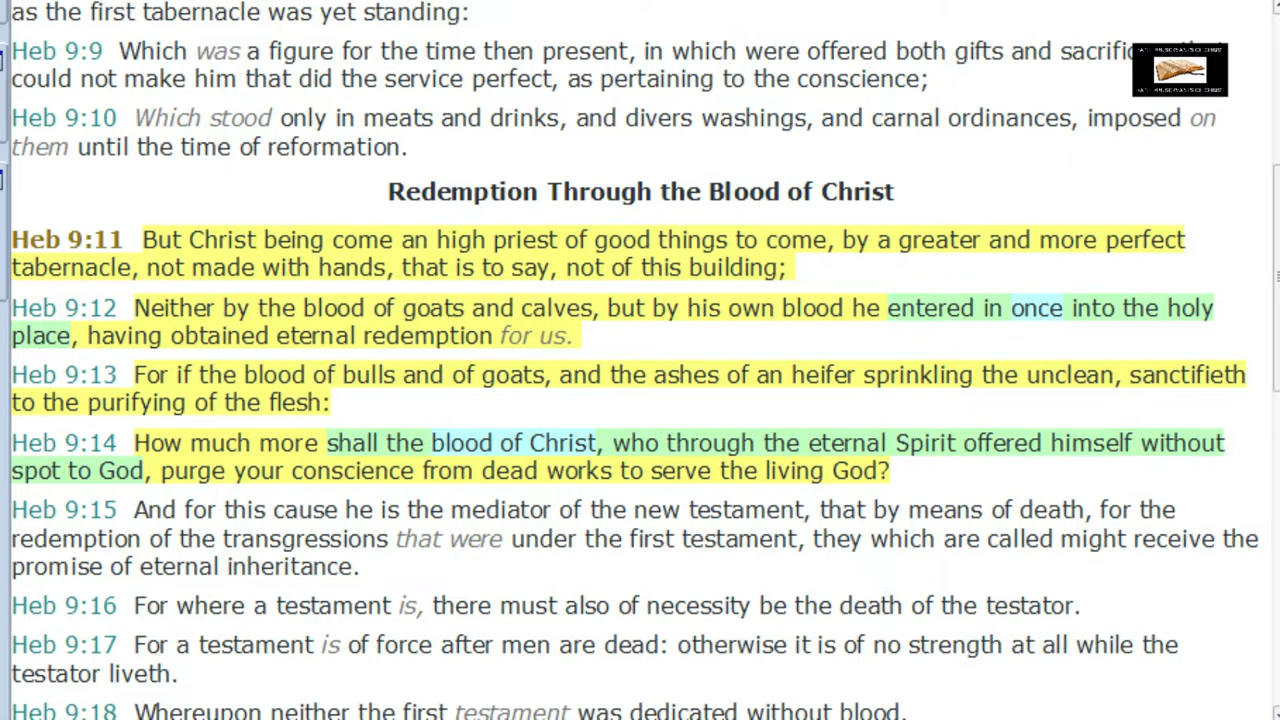 as the first tabernacle was yet standing:
Heb 9:9 Which was a figure for the time then present, in which were offered both gifts and
could not make him that did the service perfect, as pertaining to the conscience;
Heb 9:10 Which stood only in meats and drinks, and divers washings, and carnal ordinances, imposed on
them until the time of reformation.
Redemption Through the Blood of Christ
Heb 9:11 But Christ being come an high priest of good things to come, by a greater and more perfect
tabernacle, not made with hands, that is to say, not of this building;
Heb 9:12 Neither by the blood of goats and calves, but by his own blood he entered in once into the holy
place, having obtained eternal redemption for us.
Heb 9:13 For if the blood of bulls and of goats, and the ashes of an heifer sprinkling the unclean, sanctifieth
to the purifying of the flesh:
Heb 9:14 How much more shall the blood of Christ, who through the eternal Spirit offered himself without
spot to God, purge your conscience from dead works to serve the living God?
Heb 9:15 And for this cause he is the mediator of the new testament, that by means of death, for the
redemption of the transgressions that were under the first testament, they which are called might receive the
promise of eternal inheritance.
Heb 9:16 For where a testament is, there must also of necessity be the death of the testator.
Heb 9:17 For a testament is of force after men are dead: otherwise it is of no strength at all while the
testator liveth.
Heb 9:18 Whereupon neither the first testament was dedicated without blood.